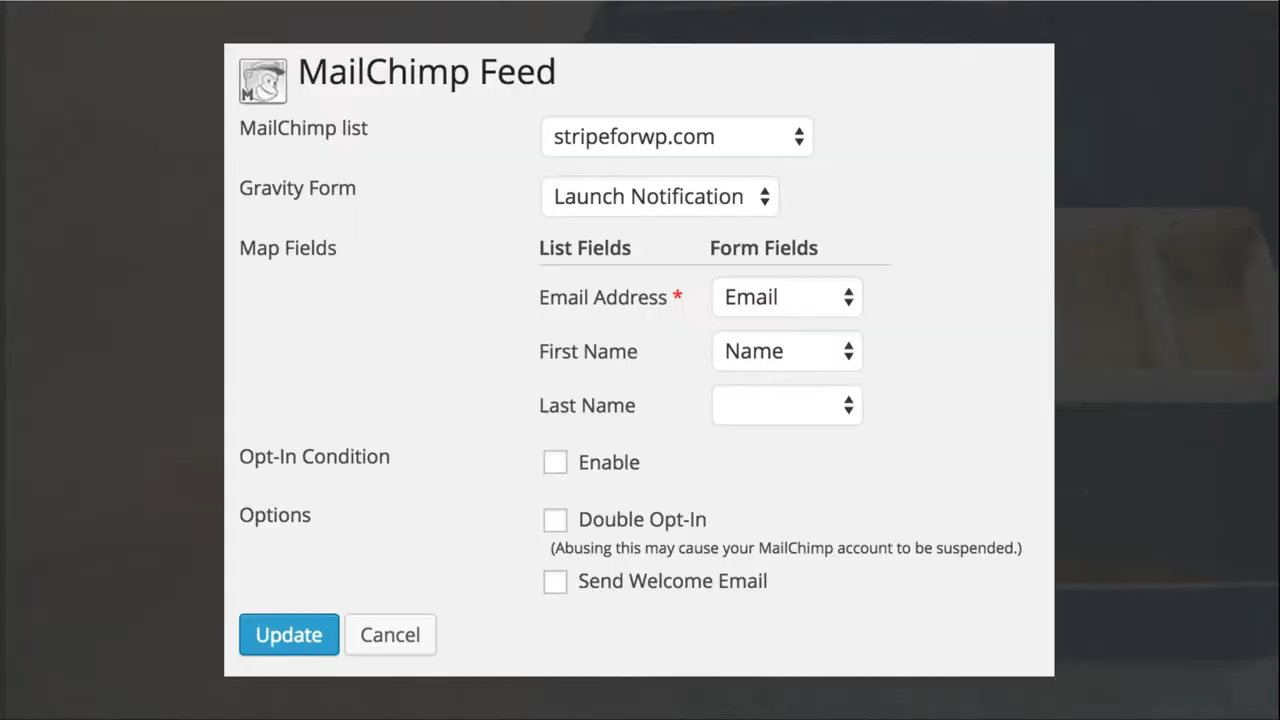 MailChimp Feed
MailChimp list
stripeforwp.com
Gravity Form
Launch Notification
Map Fields
List Fields Form Fields
Email Address * Email
First Name Name
Last Name
Opt-In Condition
Enable
Options
Double Opt-In
(Abusing this may cause your MailChimp account to be suspended.)
Send Welcome Email
Update Cancel